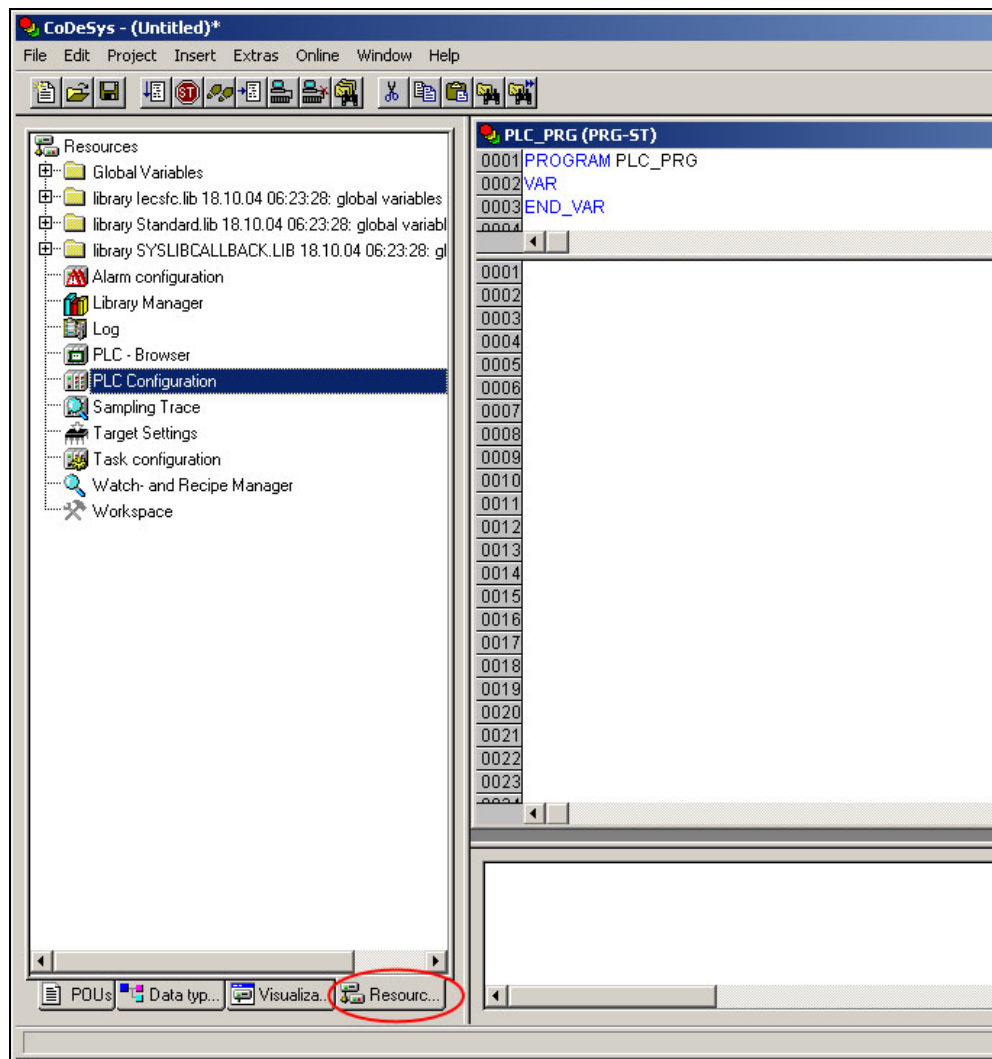 CoDeSys - (Untitled)*
File Edit Project Insert Extras Online Window Help
ST
Resources
Global Variables
library Iecsfc.lib 18.10.04 06:23:28: global variables
library Standard.lib 18.10.04 06:23:28: global variabl
library SYSLIBCALLBACK.LIB 18.10.04 06:23:28: gl
Alarm configuration
Library Manager
Log
PLC - Browser
PLC Configuration
Sampling Trace
Target Settings
Task configuration
Watch- and Recipe Manager
Workspace
POUs Data typ... Visualiza... Resourc...
PLC_PRG (PRG-ST)
0001 PROGRAM PLC_PRG
0002 VAR
0003 END_VAR
0004
0001
0002
0003
0004
0005
0006
0007
0008
0009
0010
0011
0012
0013
0014
0015
0016
0017
0018
0019
0020
0021
0022
0023
0024